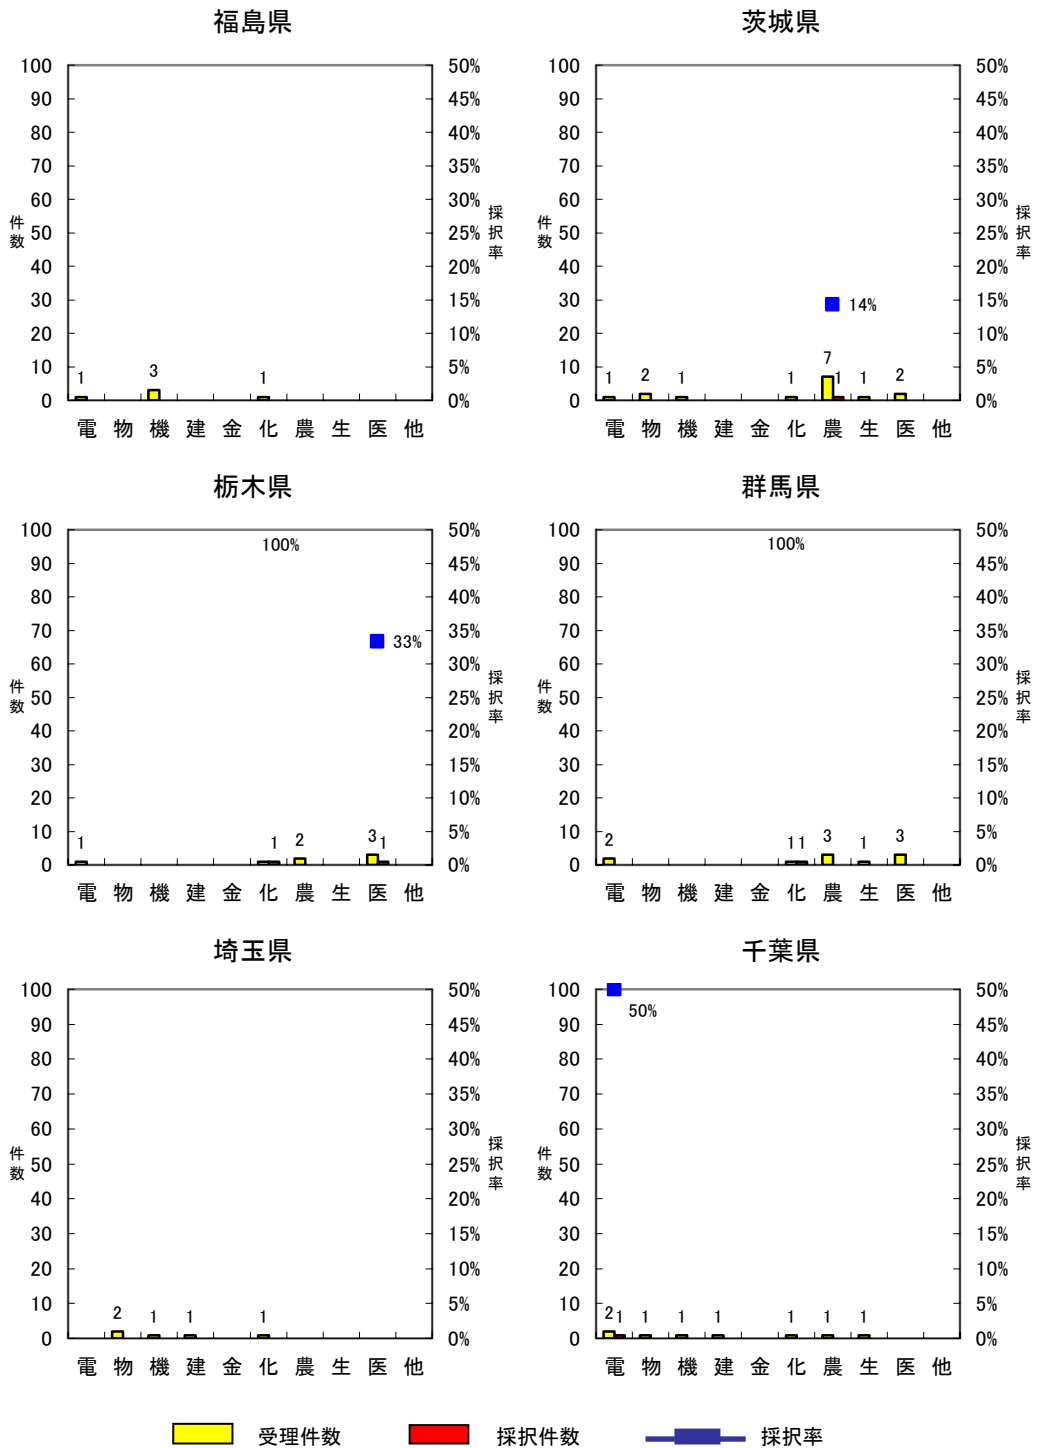 福島県
100 90 80 70 60 50 40 30 20 10 0
件数
50% 45% 40% 35% 30% 25% 20% 15% 10% 5% 0%
採択率
1 3 1
電 物 機 建 金 化 農 生 医 他
茨城県
100 90 80 70 60 50 40 30 20 10 0
件数
50% 45% 40% 35% 30% 25% 20% 15% 10% 5% 0%
採択率
14%
1 2 1 1 7 1 1 2
電 物 機 建 金 化 農 生 医 他
栃木県
100 90 80 70 60 50 40 30 20 10 0
件数
50% 45% 40% 35% 30% 25% 20% 15% 10% 5% 0%
採択率
100%
33%
1 1 2 3 1
電 物 機 建 金 化 農 生 医 他
群馬県
100 90 80 70 60 50 40 30 20 10 0
件数
50% 45% 40% 35% 30% 25% 20% 15% 10% 5% 0%
採択率
100%
2 1 1 3 1 3
電 物 機 建 金 化 農 生 医 他
埼玉県
100 90 80 70 60 50 40 30 20 10 0
件数
50% 45% 40% 35% 30% 25% 20% 15% 10% 5% 0%
採択率
2 1 1 1
電 物 機 建 金 化 農 生 医 他
千葉県
100 90 80 70 60 50 40 30 20 10 0
件数
50% 45% 40% 35% 30% 25% 20% 15% 10% 5% 0%
採択率
50%
2 1 1 1 1 1 1 1
電 物 機 建 金 化 農 生 医 他
受理件数 採択件数 採択率